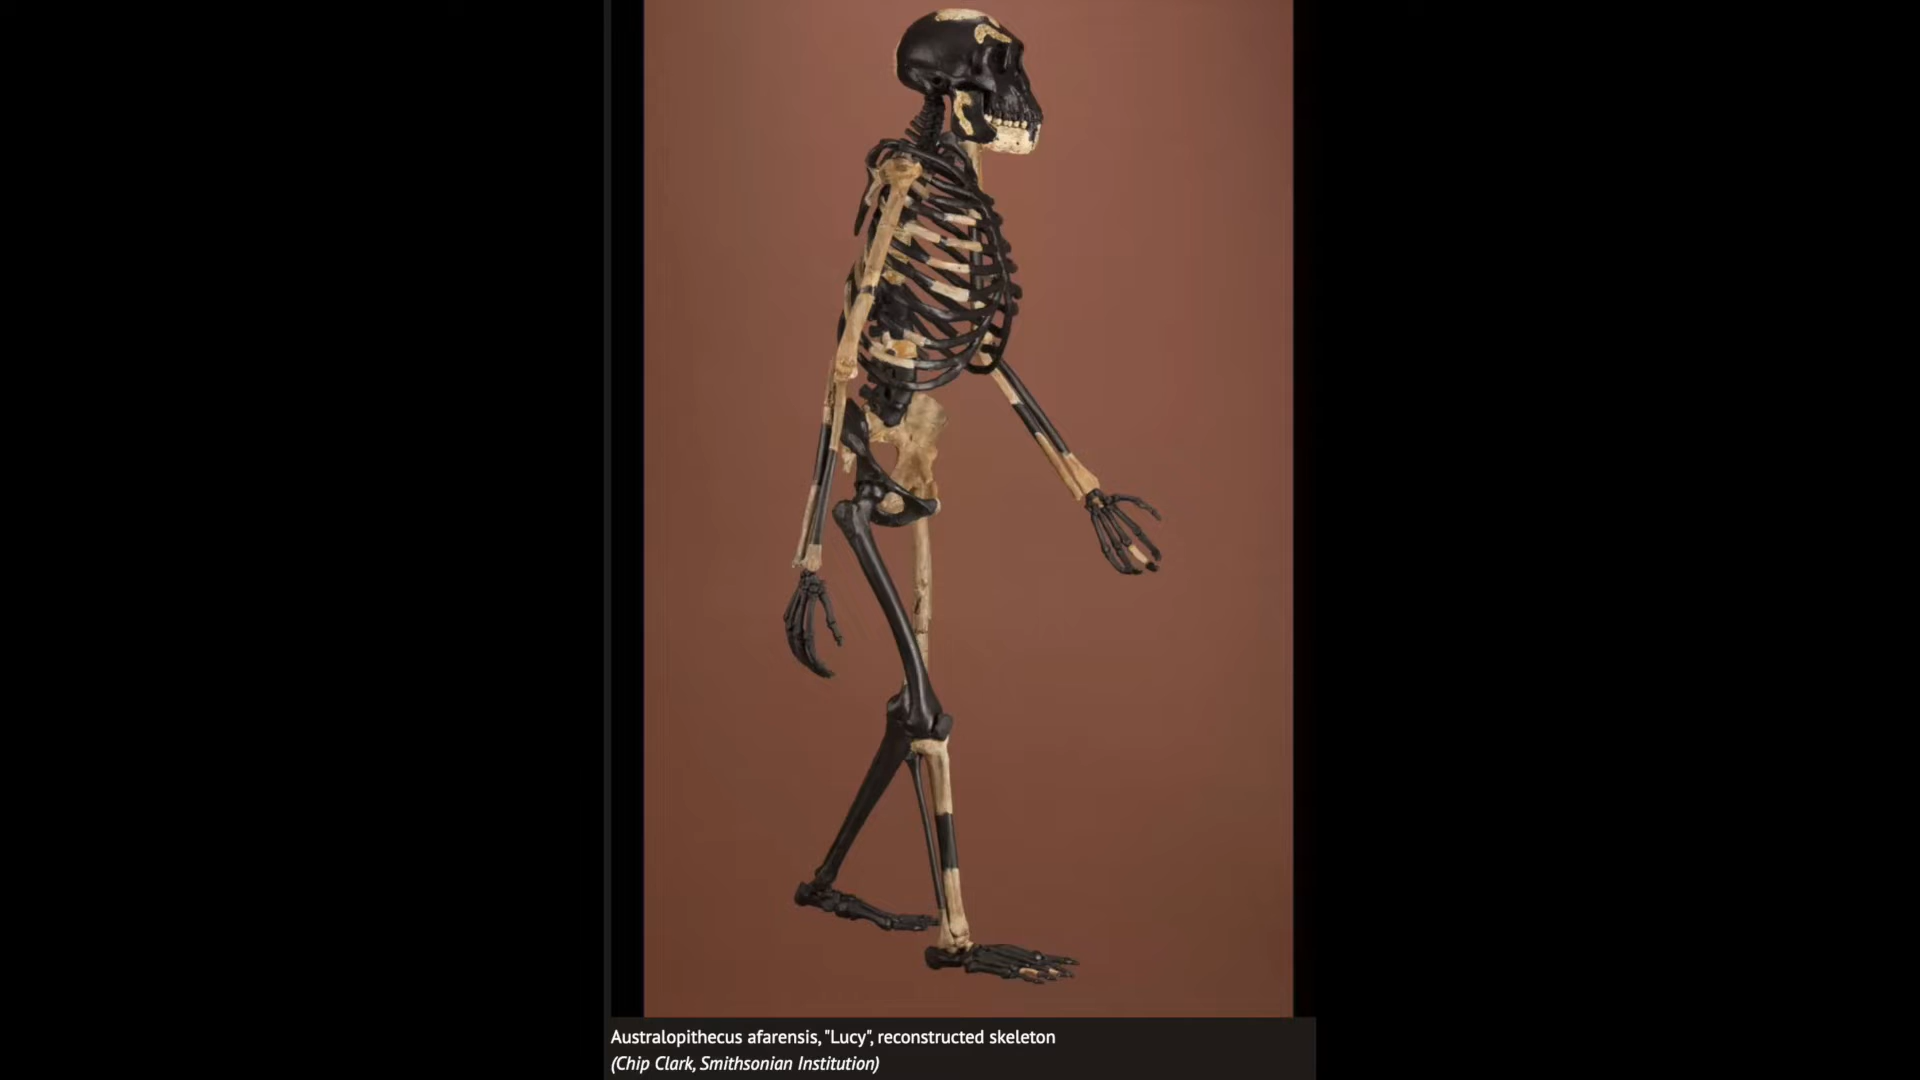 Australopithecus afarensis, "Lucy", reconstructed skeleton
(Chip Clark, Smithsonian Institution)